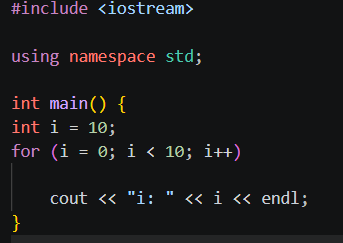 #include <iostream>
using namespace std;
int main() {
int i = 10;
for (i = 0; i < 10; i++)
cout << "i: " << i << endl;
}